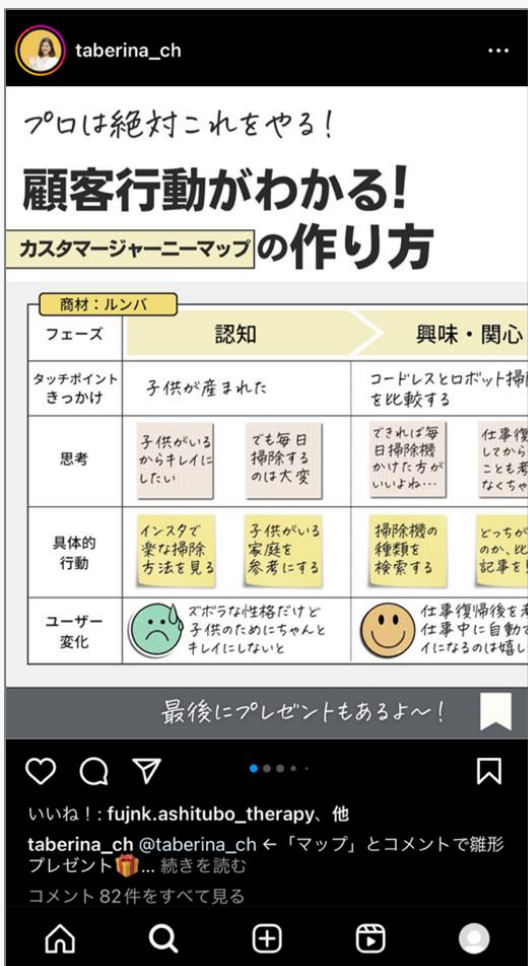 taberina_ch
プロは絶対これをやる!
顧客行動がわかる!
カスタマージャーニーマップの作り方
商材:ルンバ
フェーズ
認知
興味・関心
タッチポイント
きっかけ
子供が産まれた
コードレスとロボット掃
を比較する
思考
子供がいる
からキレイに
したい
でも毎日
掃除する
のは大変
できれば毎
日掃除機
かけた方が
いいよね…
仕事復
してから
ことも考
なくちゃ
具体的
行動
インスタで
楽な掃除
方法を見る
子供がいる
家庭を
参考にする
掃除機の
種類を
検索する
どっちが
のか、比
記事を
ユーザー
変化
ズボラな性格だけど
子供のためにちゃんと
キレイにしないと
仕事復帰後を考
仕事中に自動で
イになるのは嬉し
最後にプレゼントもあるよ〜!
いいね!:fujnk.ashitubo_therapy、他
taberina_ch @taberina_ch ←「マップ」とコメントで雛形
プレゼント🎁... 続きを読む
コメント82件をすべて見る